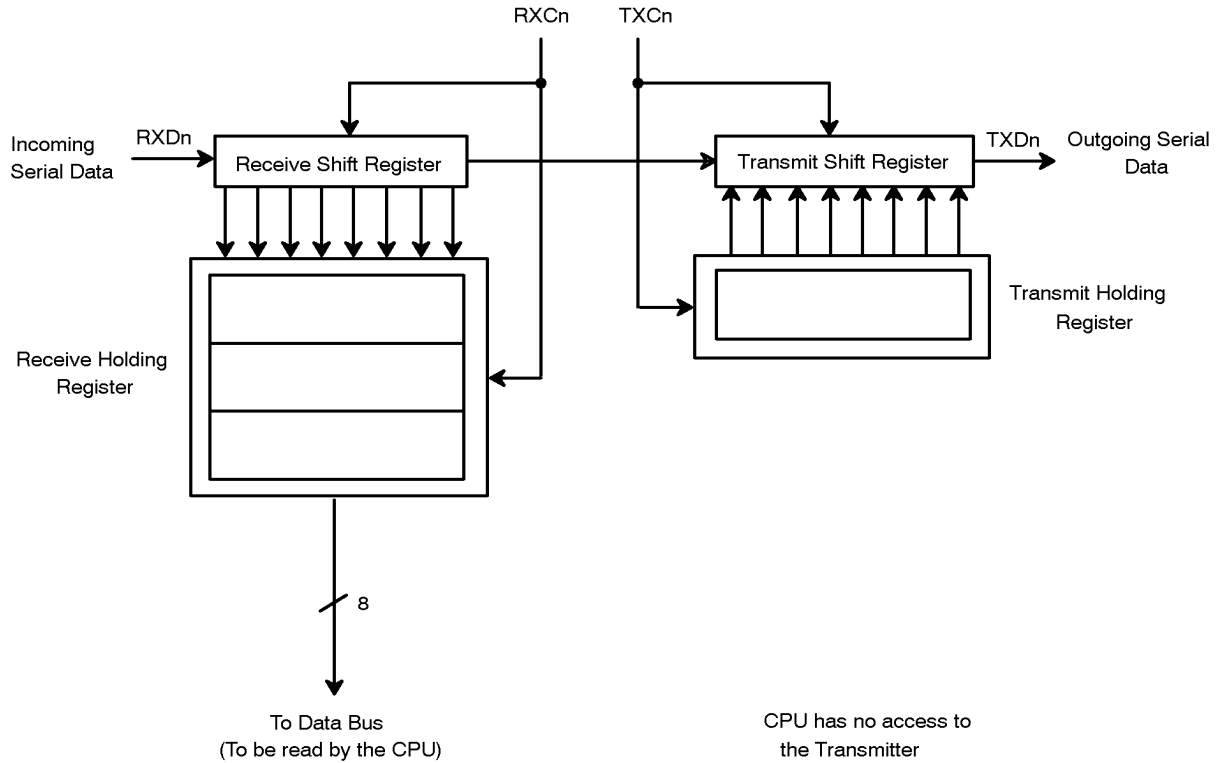 RXCn
TXCn
Incoming
Serial Data
RXDn
Receive Shift Register
Transmit Shift Register
TXDn
Outgoing Serial
Data
Receive Holding
Register
Transmit Holding
Register
8
To Data Bus
(To be read by the CPU)
CPU has no access to
the Transmitter